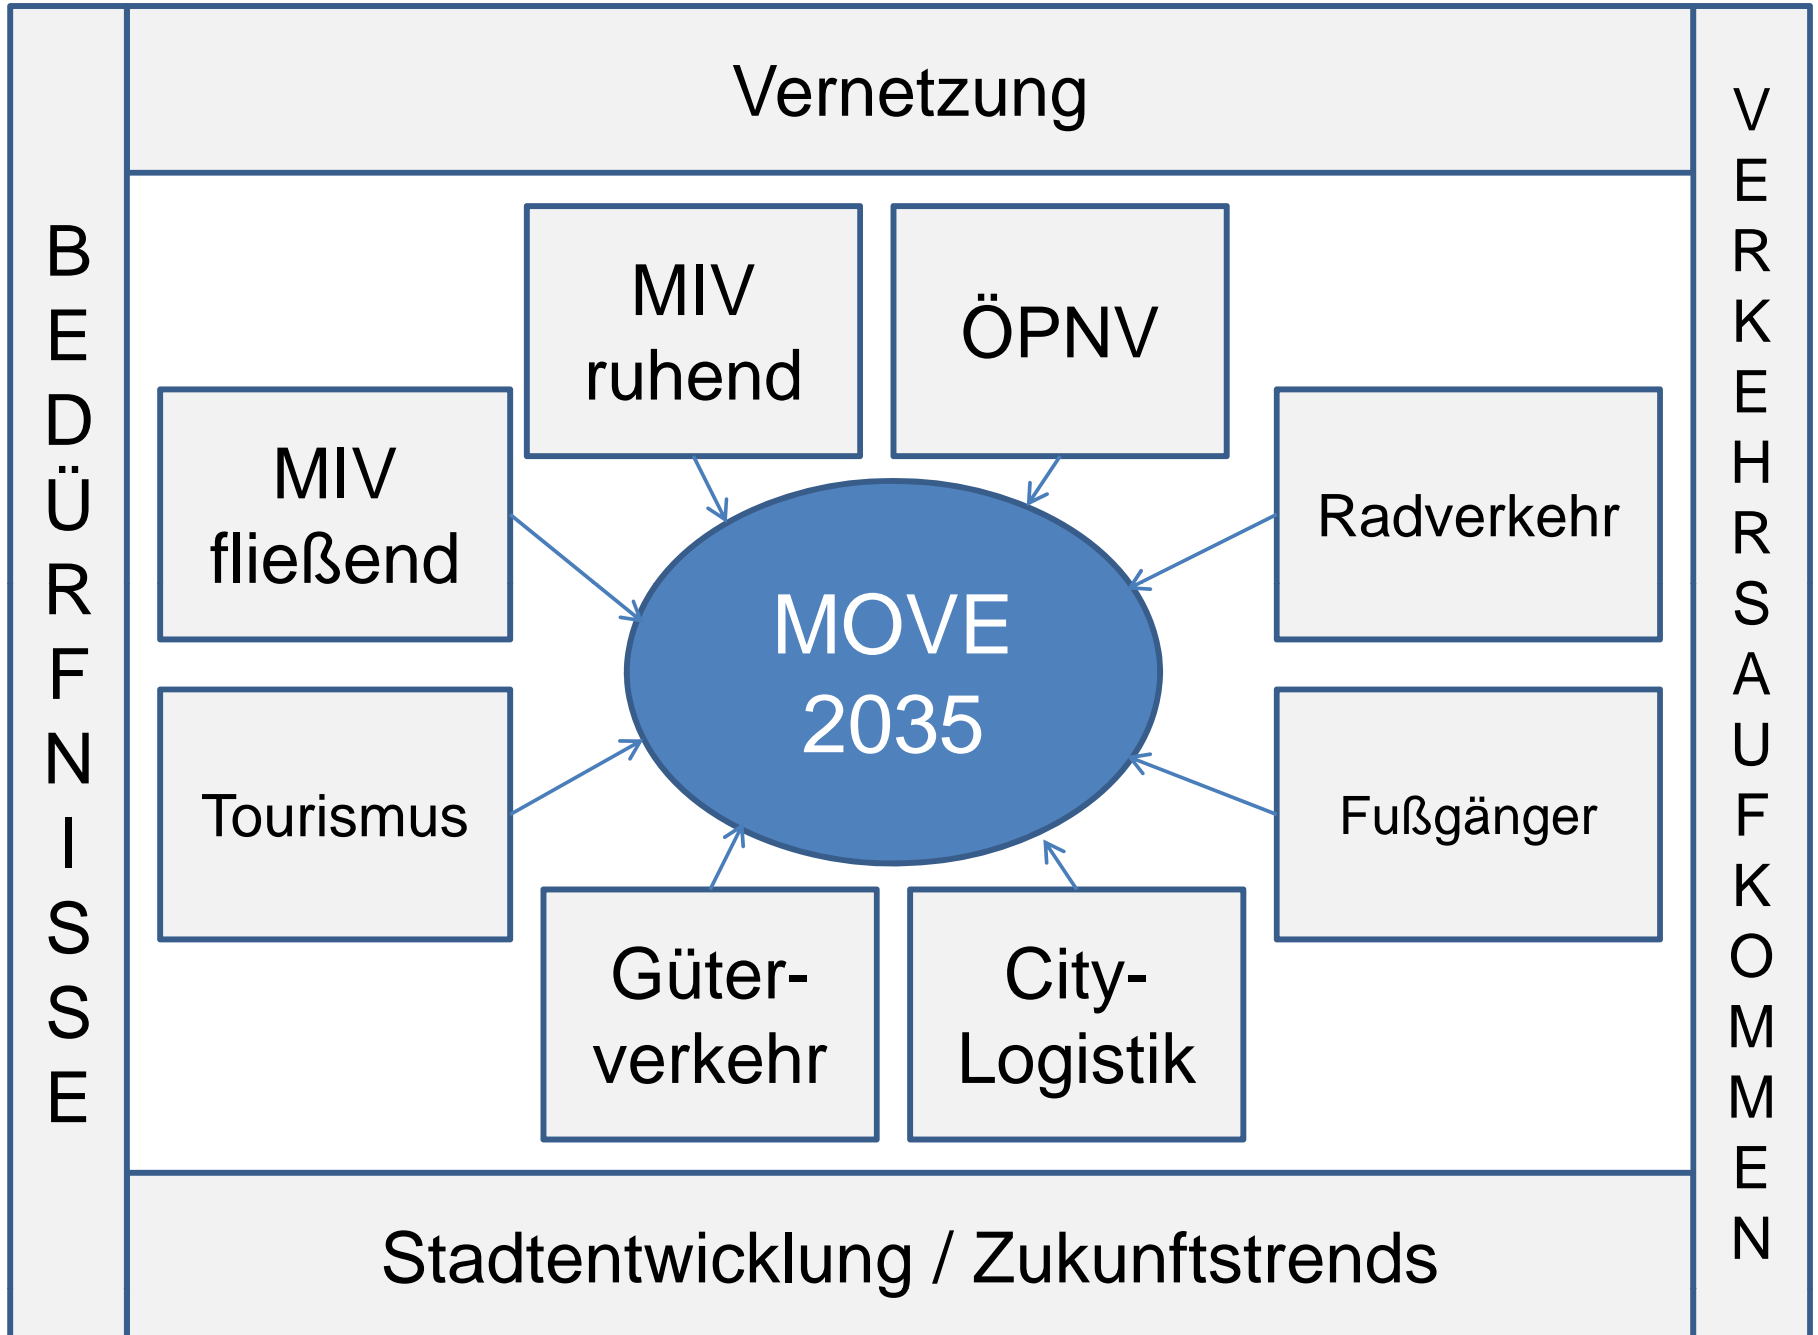 Vernetzung
BEDÜRFNISSE
VERKEHRSAUFKOMMEN
MIV
ruhend
ÖPNV
MIV
fließend
Radverkehr
MOVE
2035
Tourismus
Fußgänger
Güter-
verkehr
City-
Logistik
Stadtentwicklung / Zukunftstrends